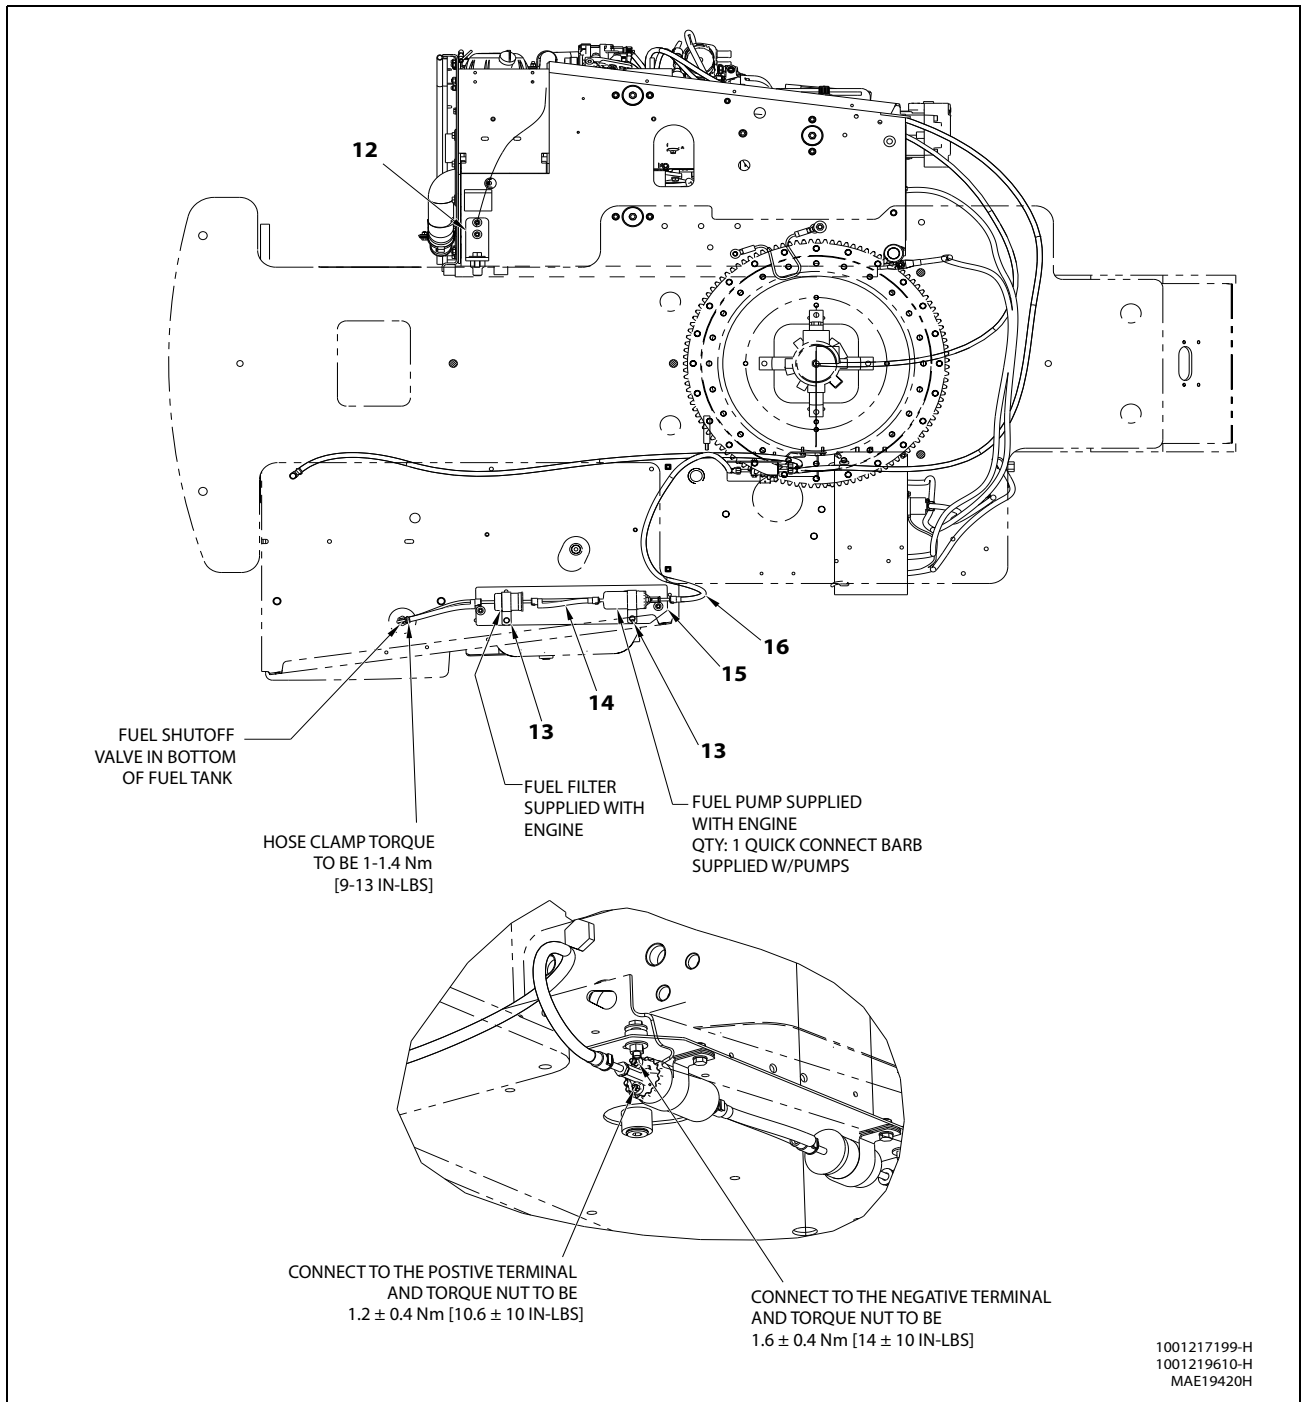 12
16
15
14
13
13
FUEL SHUTOFF
VALVE IN BOTTOM
OF FUEL TANK
FUEL FILTER
SUPPLIED WITH
ENGINE
FUEL PUMP SUPPLIED
WITH ENGINE
QTY: 1 QUICK CONNECT BARB
SUPPLIED W/PUMPS
HOSE CLAMP TORQUE
TO BE 1-1.4 Nm
[9-13 IN-LBS]
CONNECT TO THE POSTIVE TERMINAL
AND TORQUE NUT TO BE
1.2 ± 0.4 Nm [10.6 ± 10 IN-LBS]
CONNECT TO THE NEGATIVE TERMINAL
AND TORQUE NUT TO BE
1.6 ± 0.4 Nm [14 ± 10 IN-LBS]
1001217199-H
1001219610-H
MAE19420H